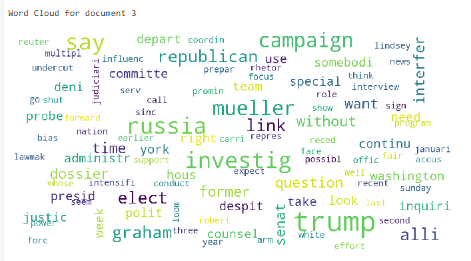 Word Cloud for document 3
reuter
say
depart
coordin
campaign
lindsey
multipl
influenc
republican
use
somebodi
news
interfer
undercut
judiciari
committe
prepar
rhetor
focus
think
interview
deni
serv
promin
team
special
role
go
shut
call
mueller
want
sign
probe
forward
sinc
link
without
show
need
program
nation
russia
repres
bias
earlier
right
carri
reced
continu
januari
time
york
face
lawmak
administr
support
investig
possibl
offic
fair
accus
dossier
hous
expect
well
washington
whose
intensifi
conduct
question
recent
sunday
presid
seem
elect
former
take
look
last
inquiri
justic
week
polit
loom
despit
senat
trump
power
robert
graham
three
counsel
white
second
alli
forc
year
arm
effort